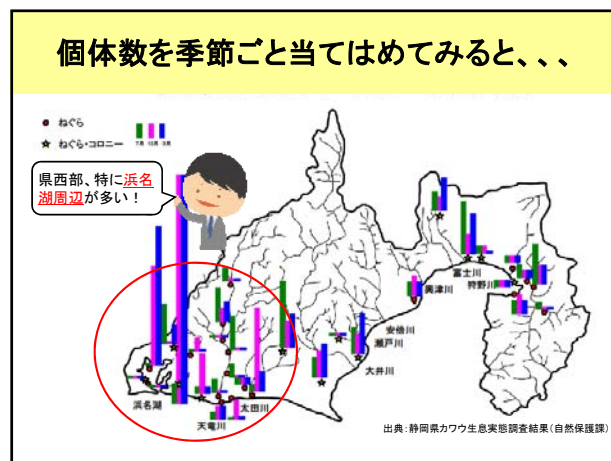 個体数を季節ごと当てはめてみると、、、
ねぐら
ねぐら・コロニー
7月 12月 3月
県西部、特に浜名
湖周辺が多い！
富士川
狩野川
興津川
安倍川
瀬戸川
大井川
浜名湖
太田川
天竜川
出典：静岡県カワウ生息実態調査結果（自然保護課）